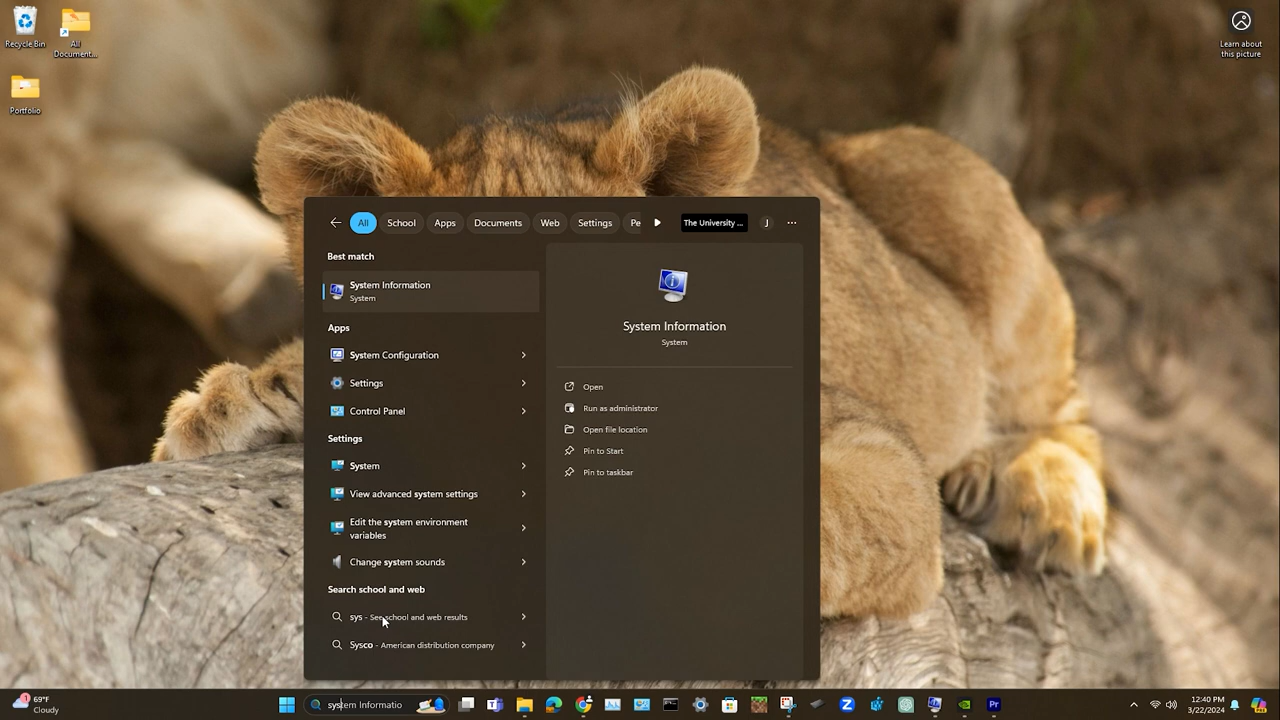 Recycle Bin
All
Document...
Portfolio
Learn about
this picture
All
School
Apps
Documents
Web
Settings
Pe
The University ...
J
Best match
System Information
System
Apps
System Configuration
Settings
Control Panel
Settings
System
View advanced system settings
Edit the system environment
variables
Change system sounds
Search school and web
sys - See school and web results
Sysco - American distribution company
System Information
System
Open
Run as administrator
Open file location
Pin to Start
Pin to taskbar
1
69°F
Cloudy
system Informatio
Z
Pr
12:40 PM
3/22/2024